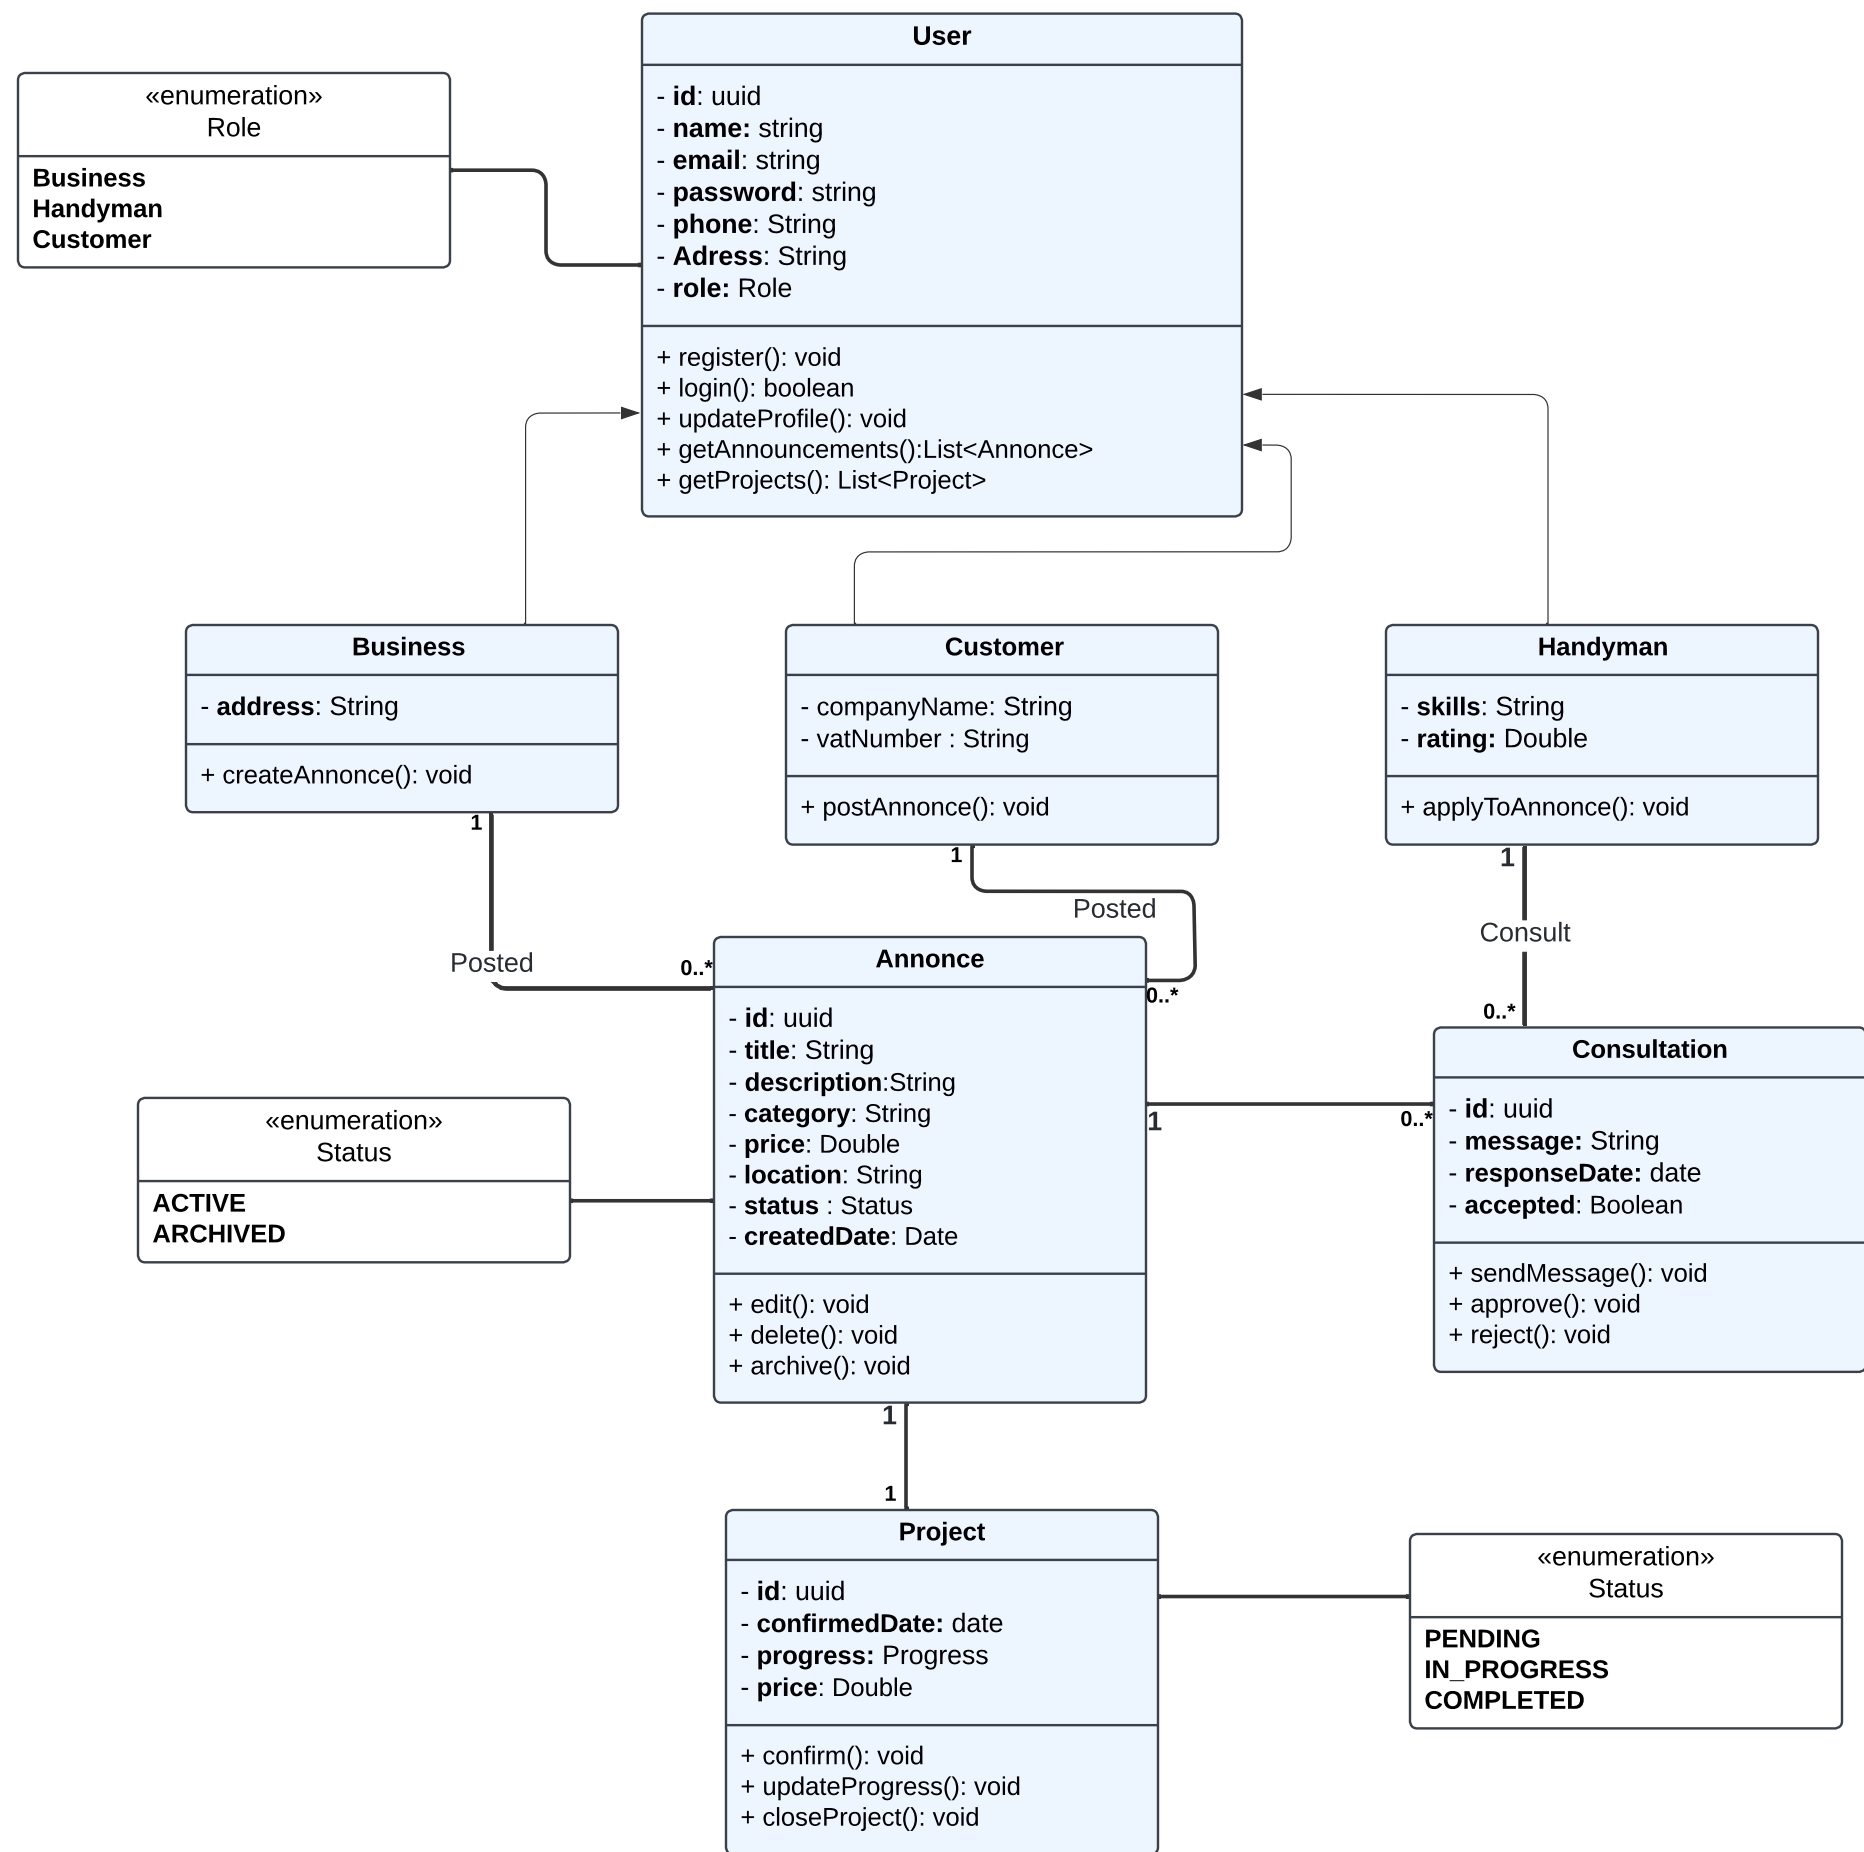 User
- id: uuid
- name: string
- email: string
- password: string
- phone: String
- Adress: String
- role: Role
+ register(): void
+ login(): boolean
+ updateProfile(): void
+ getAnnouncements():List<Annonce>
+ getProjects(): List<Project>
«enumeration»
Role
Business
Handyman
Customer
Business
- address: String
+ createAnnonce(): void
1
Posted
0..*
Customer
- companyName: String
- vatNumber : String
+ postAnnonce(): void
1
Posted
0..*
Handyman
- skills: String
- rating: Double
+ applyToAnnonce(): void
1
Consult
0..*
Annonce
- id: uuid
- title: String
- description:String
- category: String
- price: Double
- location: String
- status : Status
- createdDate: Date
+ edit(): void
+ delete(): void
+ archive(): void
1
0..*
Consultation
- id: uuid
- message: String
- responseDate: date
- accepted: Boolean
+ sendMessage(): void
+ approve(): void
+ reject(): void
«enumeration»
Status
ACTIVE
ARCHIVED
1
1
Project
- id: uuid
- confirmedDate: date
- progress: Progress
- price: Double
+ confirm(): void
+ updateProgress(): void
+ closeProject(): void
«enumeration»
Status
PENDING
IN_PROGRESS
COMPLETED